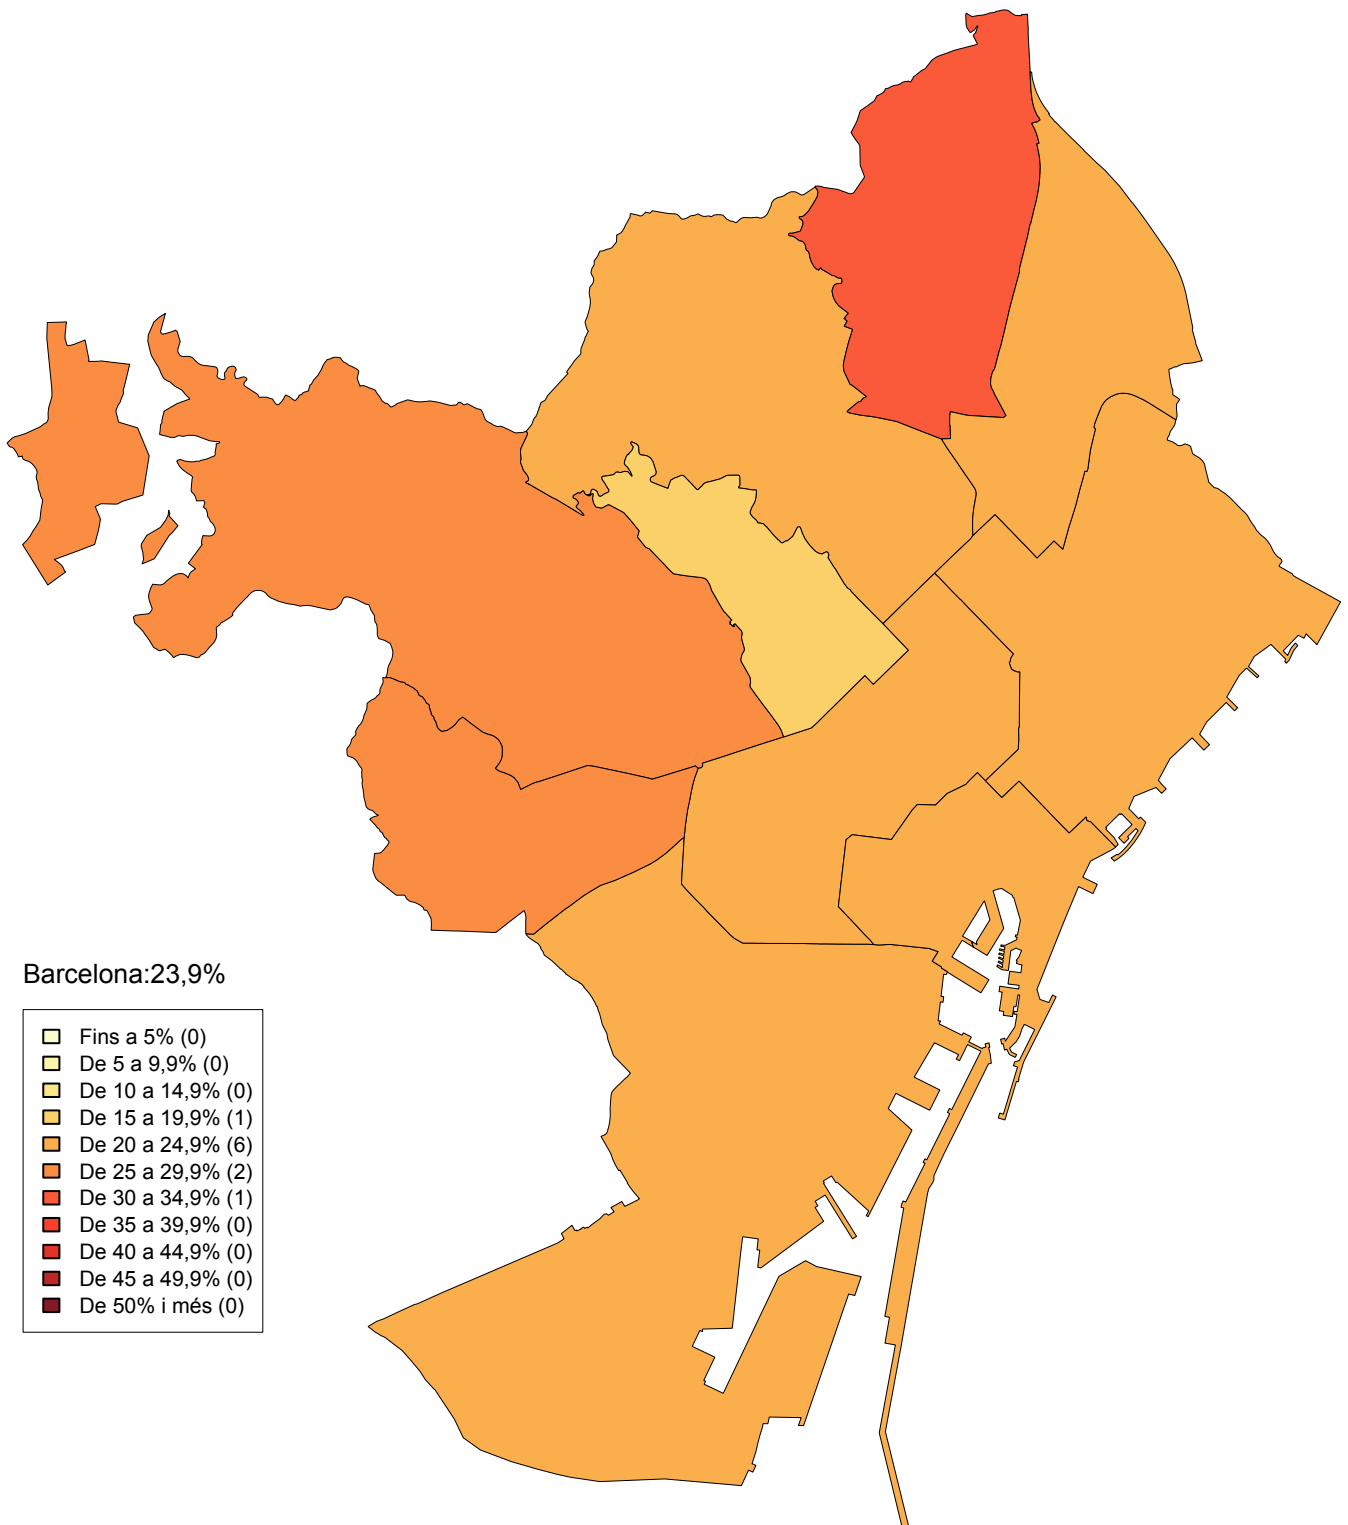 Barcelona:23,9%
Fins a 5% (0)
De 5 a 9,9% (0)
De 10 a 14,9% (0)
De 15 a 19,9% (1)
De 20 a 24,9% (6)
De 25 a 29,9% (2)
De 30 a 34,9% (1)
De 35 a 39,9% (0)
De 40 a 44,9% (0)
De 45 a 49,9% (0)
De 50% i més (0)